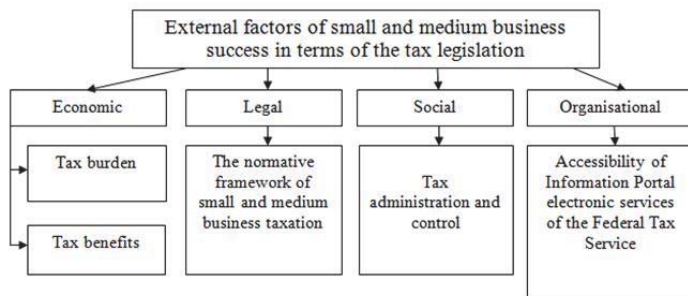 External factors of small and medium business
success in terms of the tax legislation
Economic
Legal
Social
Organisational
Tax burden
Tax benefits
The normative
framework of
small and medium
business taxation
Tax
administration and
control
Accessibility of
Information Portal
electronic services
of the Federal Tax
Service